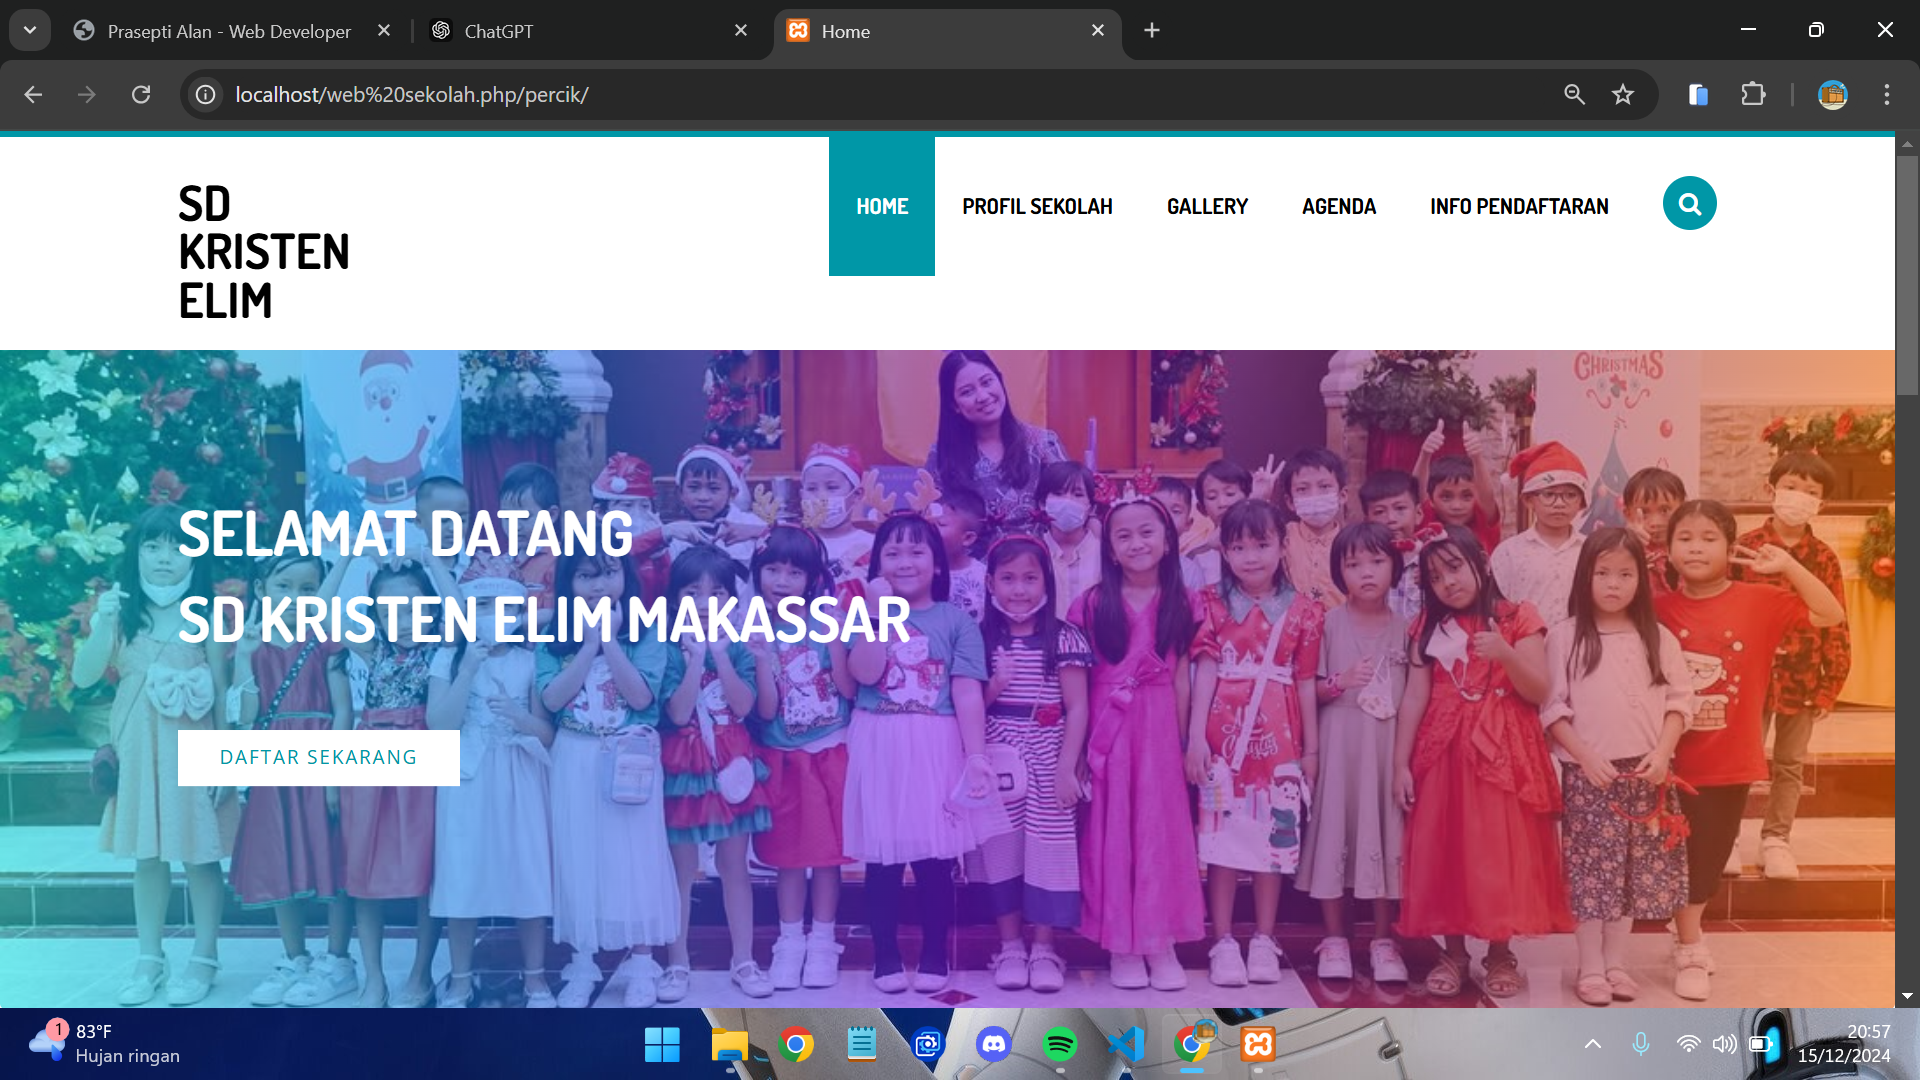 Prasepti Alan - Web Developer
ChatGPT
Home
localhost/web%20sekolah.php/percik/
SD
KRISTEN
ELIM
HOME
PROFIL SEKOLAH
GALLERY
AGENDA
INFO PENDAFTARAN
CHRISTMAS
SELAMAT DATANG
SD KRISTEN ELIM MAKASSAR
DAFTAR SEKARANG
1
83°F
Hujan ringan
20:57
15/12/2024